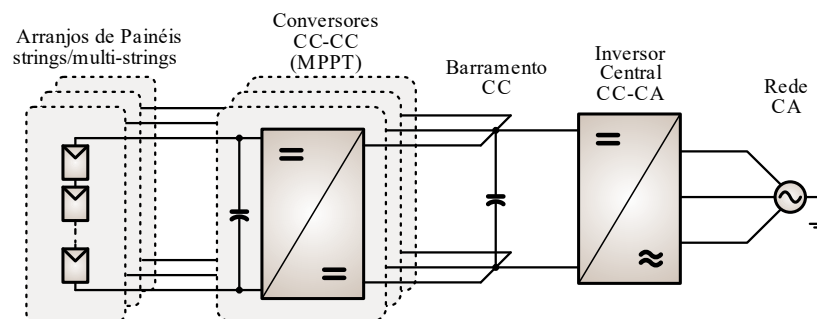 Arranjos de Painéis
strings/multi-strings
Conversores
CC-CC
(MPPT)
Barramento
CC
Inversor
Central
CC-CA
Rede
CA